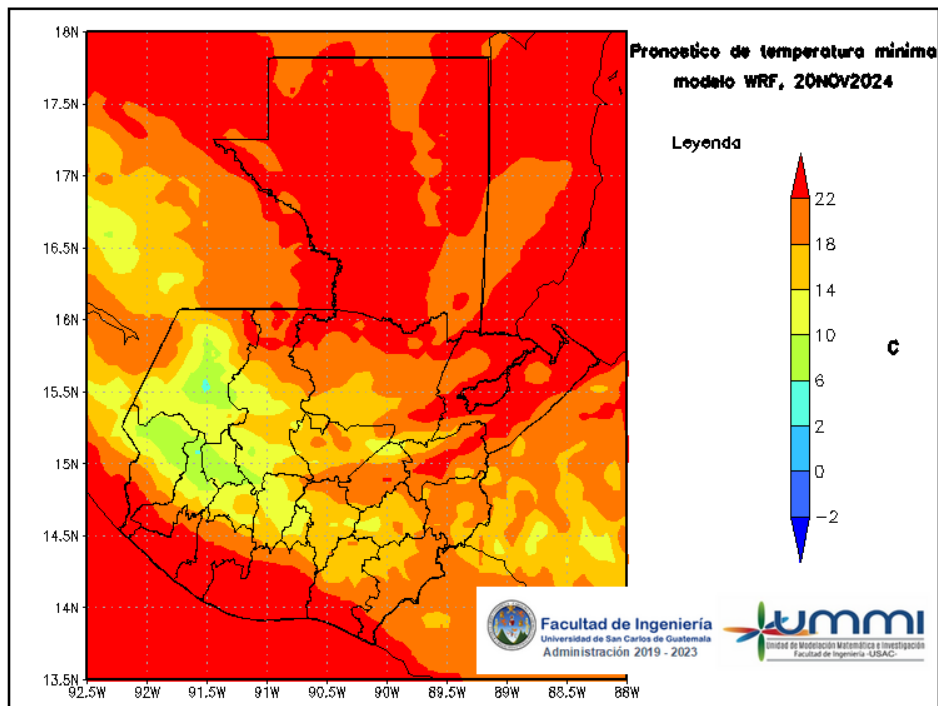 Pronostico de temperatura minima
modelo WRF, 20NOV2024
Leyenda
22
18
14
10
6
2
0
-2
C
18N
17.5N
17N
16.5N
16N
15.5N
15N
14.5N
14N
13.5N
92.5W 92W 91.5W 91W 90.5W 90W 89.5W 89W 88.5W 88W
Facultad de Ingeniería
Universidad de San Carlos de Guatemala
Administración 2019 - 2023
UMMI
Unidad de Modelación Matemática e Investigación
Facultad de Ingeniería -USAC-